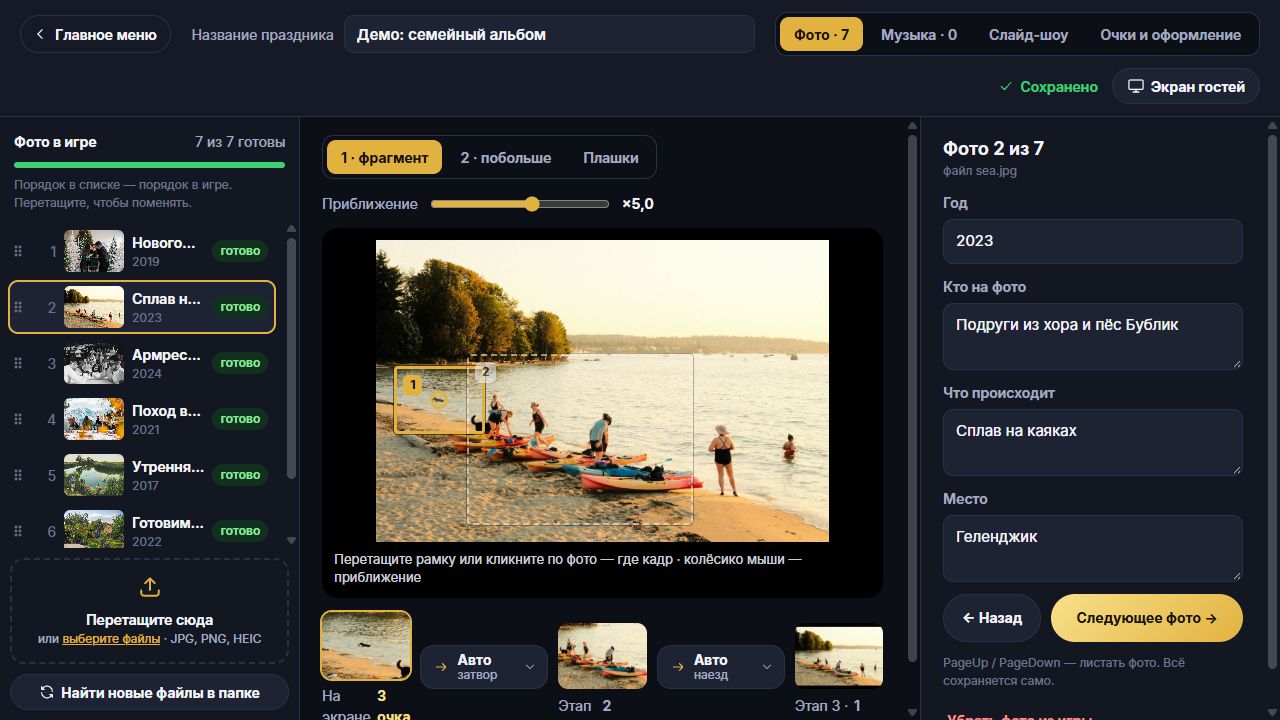 Главное меню
Название праздника
Демо: семейный альбом
Фото · 7
Музыка · 0
Слайд-шоу
Очки и оформление
Сохранено
Экран гостей
Фото в игре
7 из 7 готовы
Порядок в списке — порядок в игре.
Перетащите, чтобы поменять.
1
Нового...
2019
готово
2
Сплав н...
2023
готово
3
Армрес...
2024
готово
4
Поход в...
2021
готово
5
Утрення...
2017
готово
6
Готовим...
2022
готово
Перетащите сюда
или выберите файлы · JPG, PNG, HEIC
Найти новые файлы в папке
1 · фрагмент
2 · побольше
Плашки
Приближение
×5,0
1
2
Перетащите рамку или кликните по фото — где кадр · колёсико мыши —
приближение
На
экране
3
очка
→ Авто
затвор
Этап 2
→ Авто
наезд
Этап 3 · 1
Фото 2 из 7
файл sea.jpg
Год
2023
Кто на фото
Подруги из хора и пёс Бублик
Что происходит
Сплав на каяках
Место
Геленджик
← Назад
Следующее фото →
PageUp / PageDown — листать фото. Всё
сохраняется само.
Убрать фото из игры